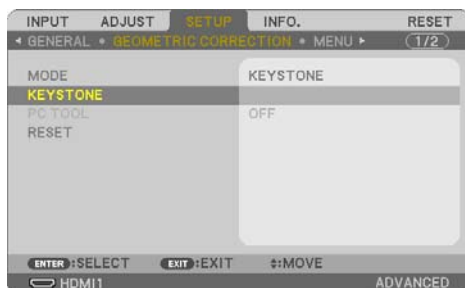 INPUT ADJUST SETUP INFO. RESET
◂ GENERAL • GEOMETRIC CORRECTION • MENU ▸ 1/2
MODE KEYSTONE
KEYSTONE
PC TOOL OFF
RESET
ENTER :SELECT EXIT :EXIT ⬍:MOVE
HDMI1 ADVANCED